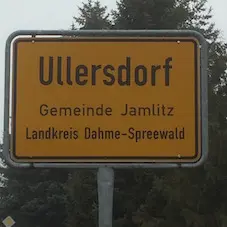 Ullersdorf
Gemeinde Jamlitz
Landkreis Dahme-Spreewald